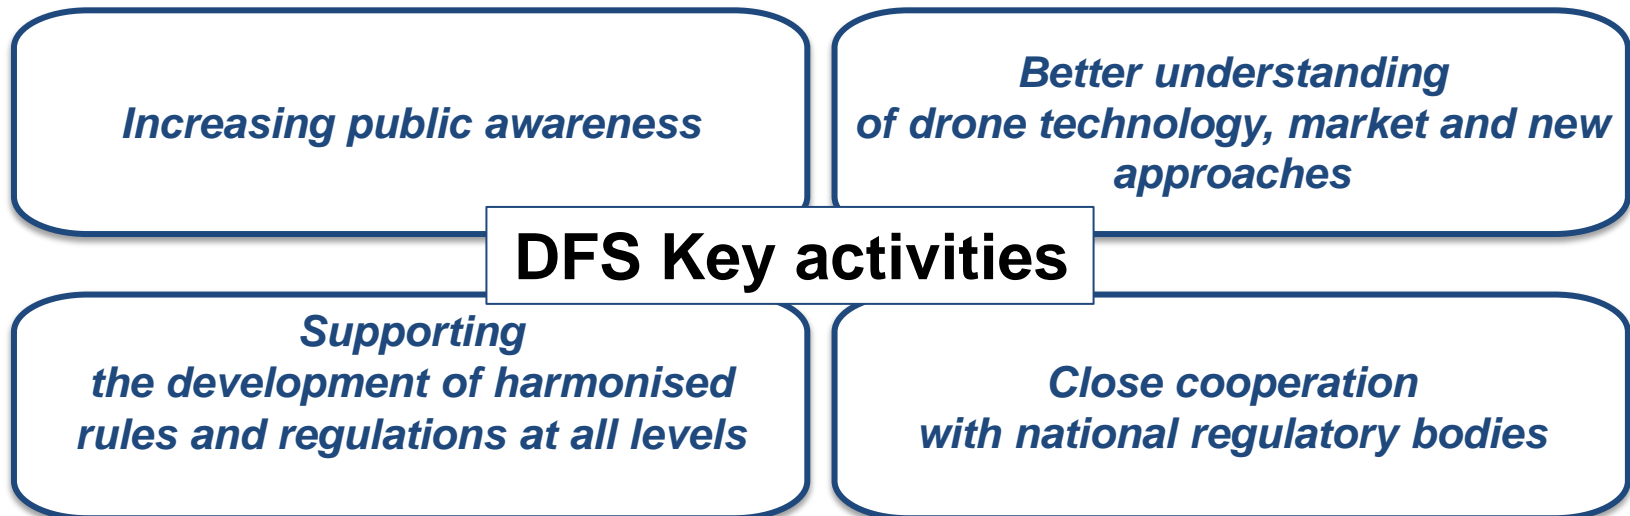 Increasing public awareness
Better understanding
of drone technology, market and new
approaches
DFS Key activities
Supporting
the development of harmonised
rules and regulations at all levels
Close cooperation
with national regulatory bodies